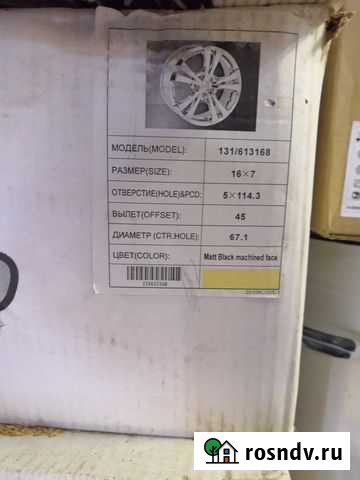 МОДЕЛЬ(MODEL): 131/613168
РАЗМЕР(SIZE): 16×7
ОТВЕРСТИЕ(HOLE)&PCD: 5×114.3
ВЫЛЕТ(OFFSET): 45
ДИАМЕТР (CTR.HOLE): 67.1
ЦВЕТ(COLOR): Matt Black machined face
rosndv.ru